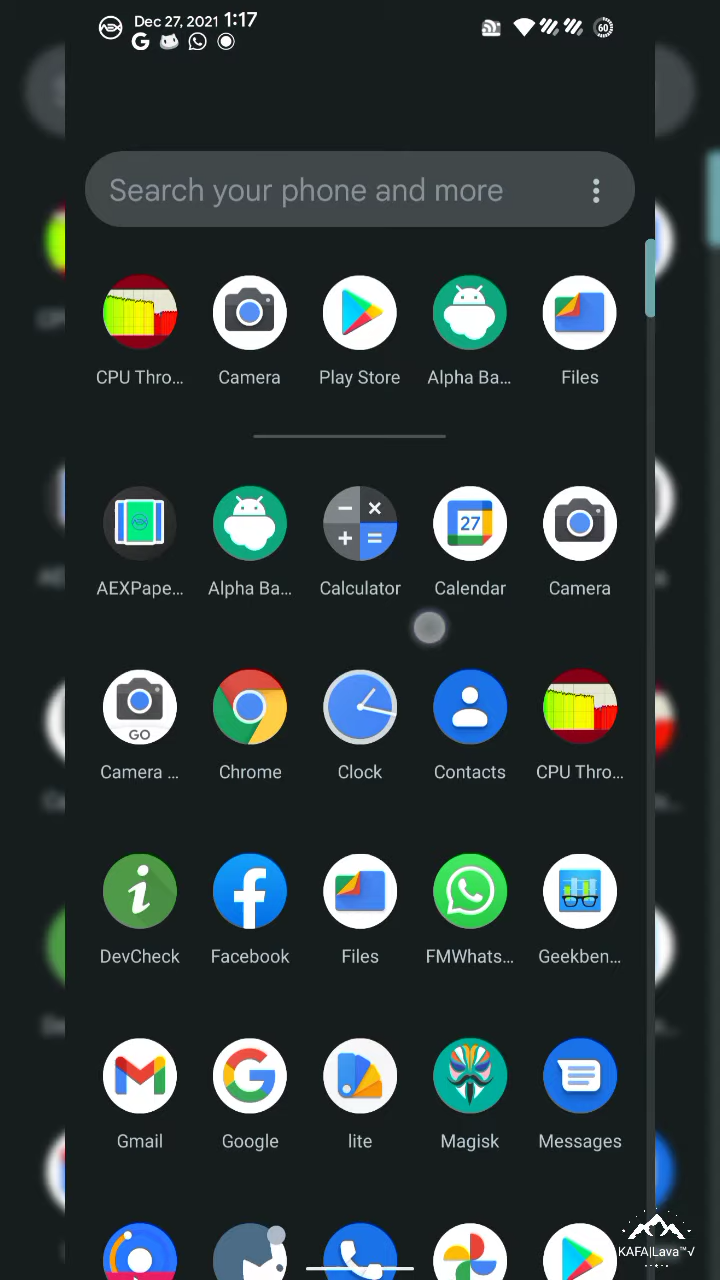 Dec 27, 2021 1:17
60
Search your phone and more
CPU Thro... Camera Play Store Alpha Ba... Files
27
AEXPape... Alpha Ba... Calculator Calendar Camera
GO
Camera ... Chrome Clock Contacts CPU Thro...
DevCheck Facebook Files FMWhats... Geekben...
Gmail Google lite Magisk Messages
KAFA|Lava™√